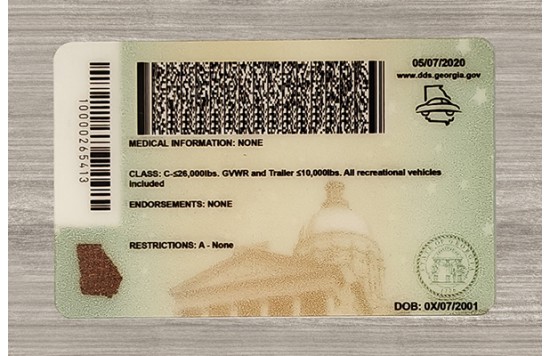 05/07/2020
www.dds.georgia.gov
10000265413
MEDICAL INFORMATION: NONE
CLASS: C-≤26,000lbs. GVWR and Trailer ≤10,000lbs. All recreational vehicles
included
ENDORSEMENTS: NONE
RESTRICTIONS: A - None
DOB: 0X/07/2001